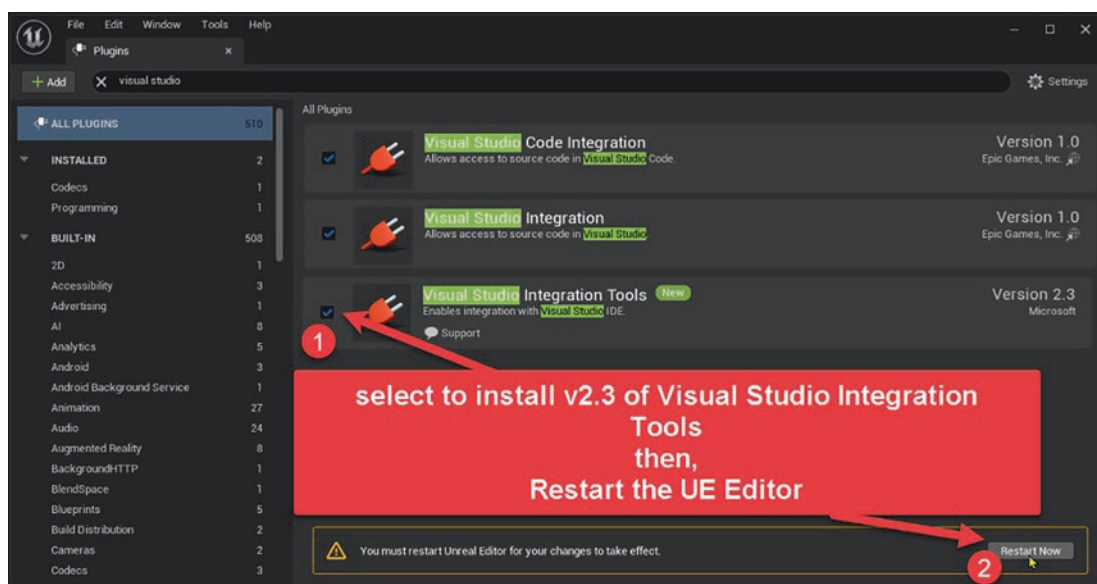 File Edit Window Tools Help
Plugins
+ Add visual studio Settings
ALL PLUGINS 510
INSTALLED 2
Codecs 1
Programming 1
BUILT-IN 508
2D 1
Accessibility 3
Advertising 1
AI 8
Analytics 5
Android 3
Android Background Service 1
Animation 27
Audio 24
Augmented Reality 8
BackgroundHTTP 1
BlendSpace 1
Blueprints 5
Build Distribution 2
Cameras 2
Codecs 3
All Plugins
Visual Studio Code Integration Version 1.0
Allows access to source code in Visual Studio Code. Epic Games, Inc.
Visual Studio Integration Version 1.0
Allows access to source code in Visual Studio. Epic Games, Inc.
Visual Studio Integration Tools New Version 2.3
Enables integration with Visual Studio IDE. Microsoft
Support
1
select to install v2.3 of Visual Studio Integration
Tools
then,
Restart the UE Editor
You must restart Unreal Editor for your changes to take effect. Restart Now
2